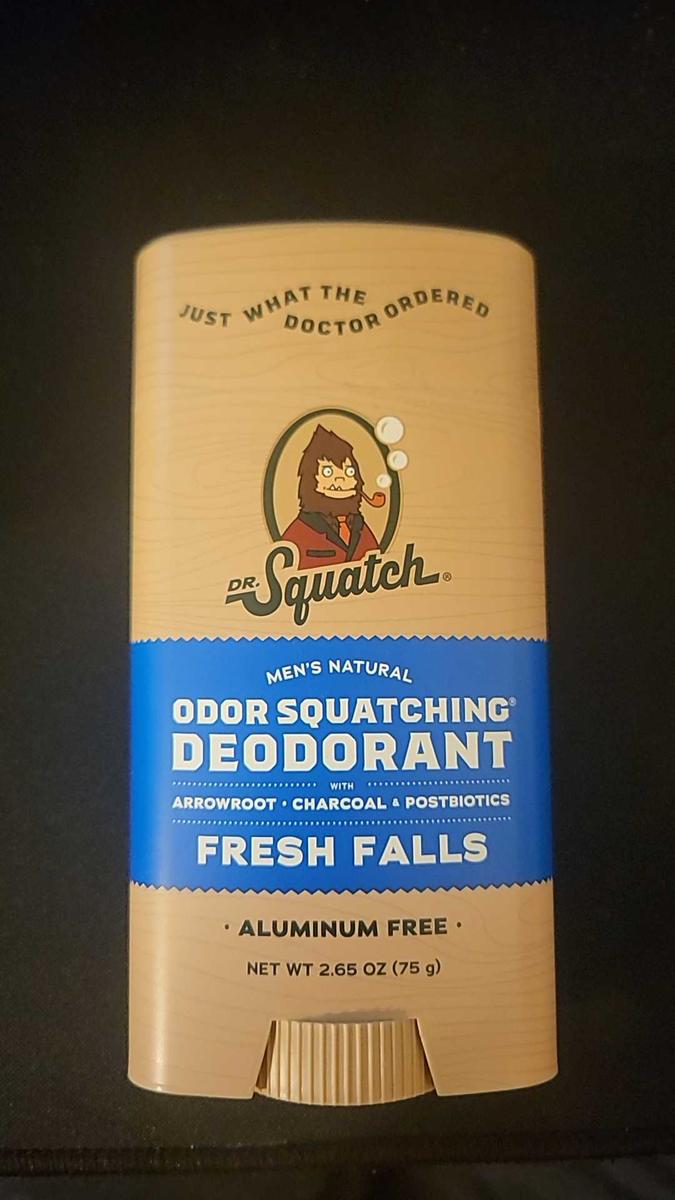 JUST WHAT THE
DOCTOR ORDERED
DR. Squatch®
MEN'S NATURAL
ODOR SQUATCHING®
DEODORANT
WITH
ARROWROOT • CHARCOAL & POSTBIOTICS
FRESH FALLS
• ALUMINUM FREE •
NET WT 2.65 OZ (75 g)